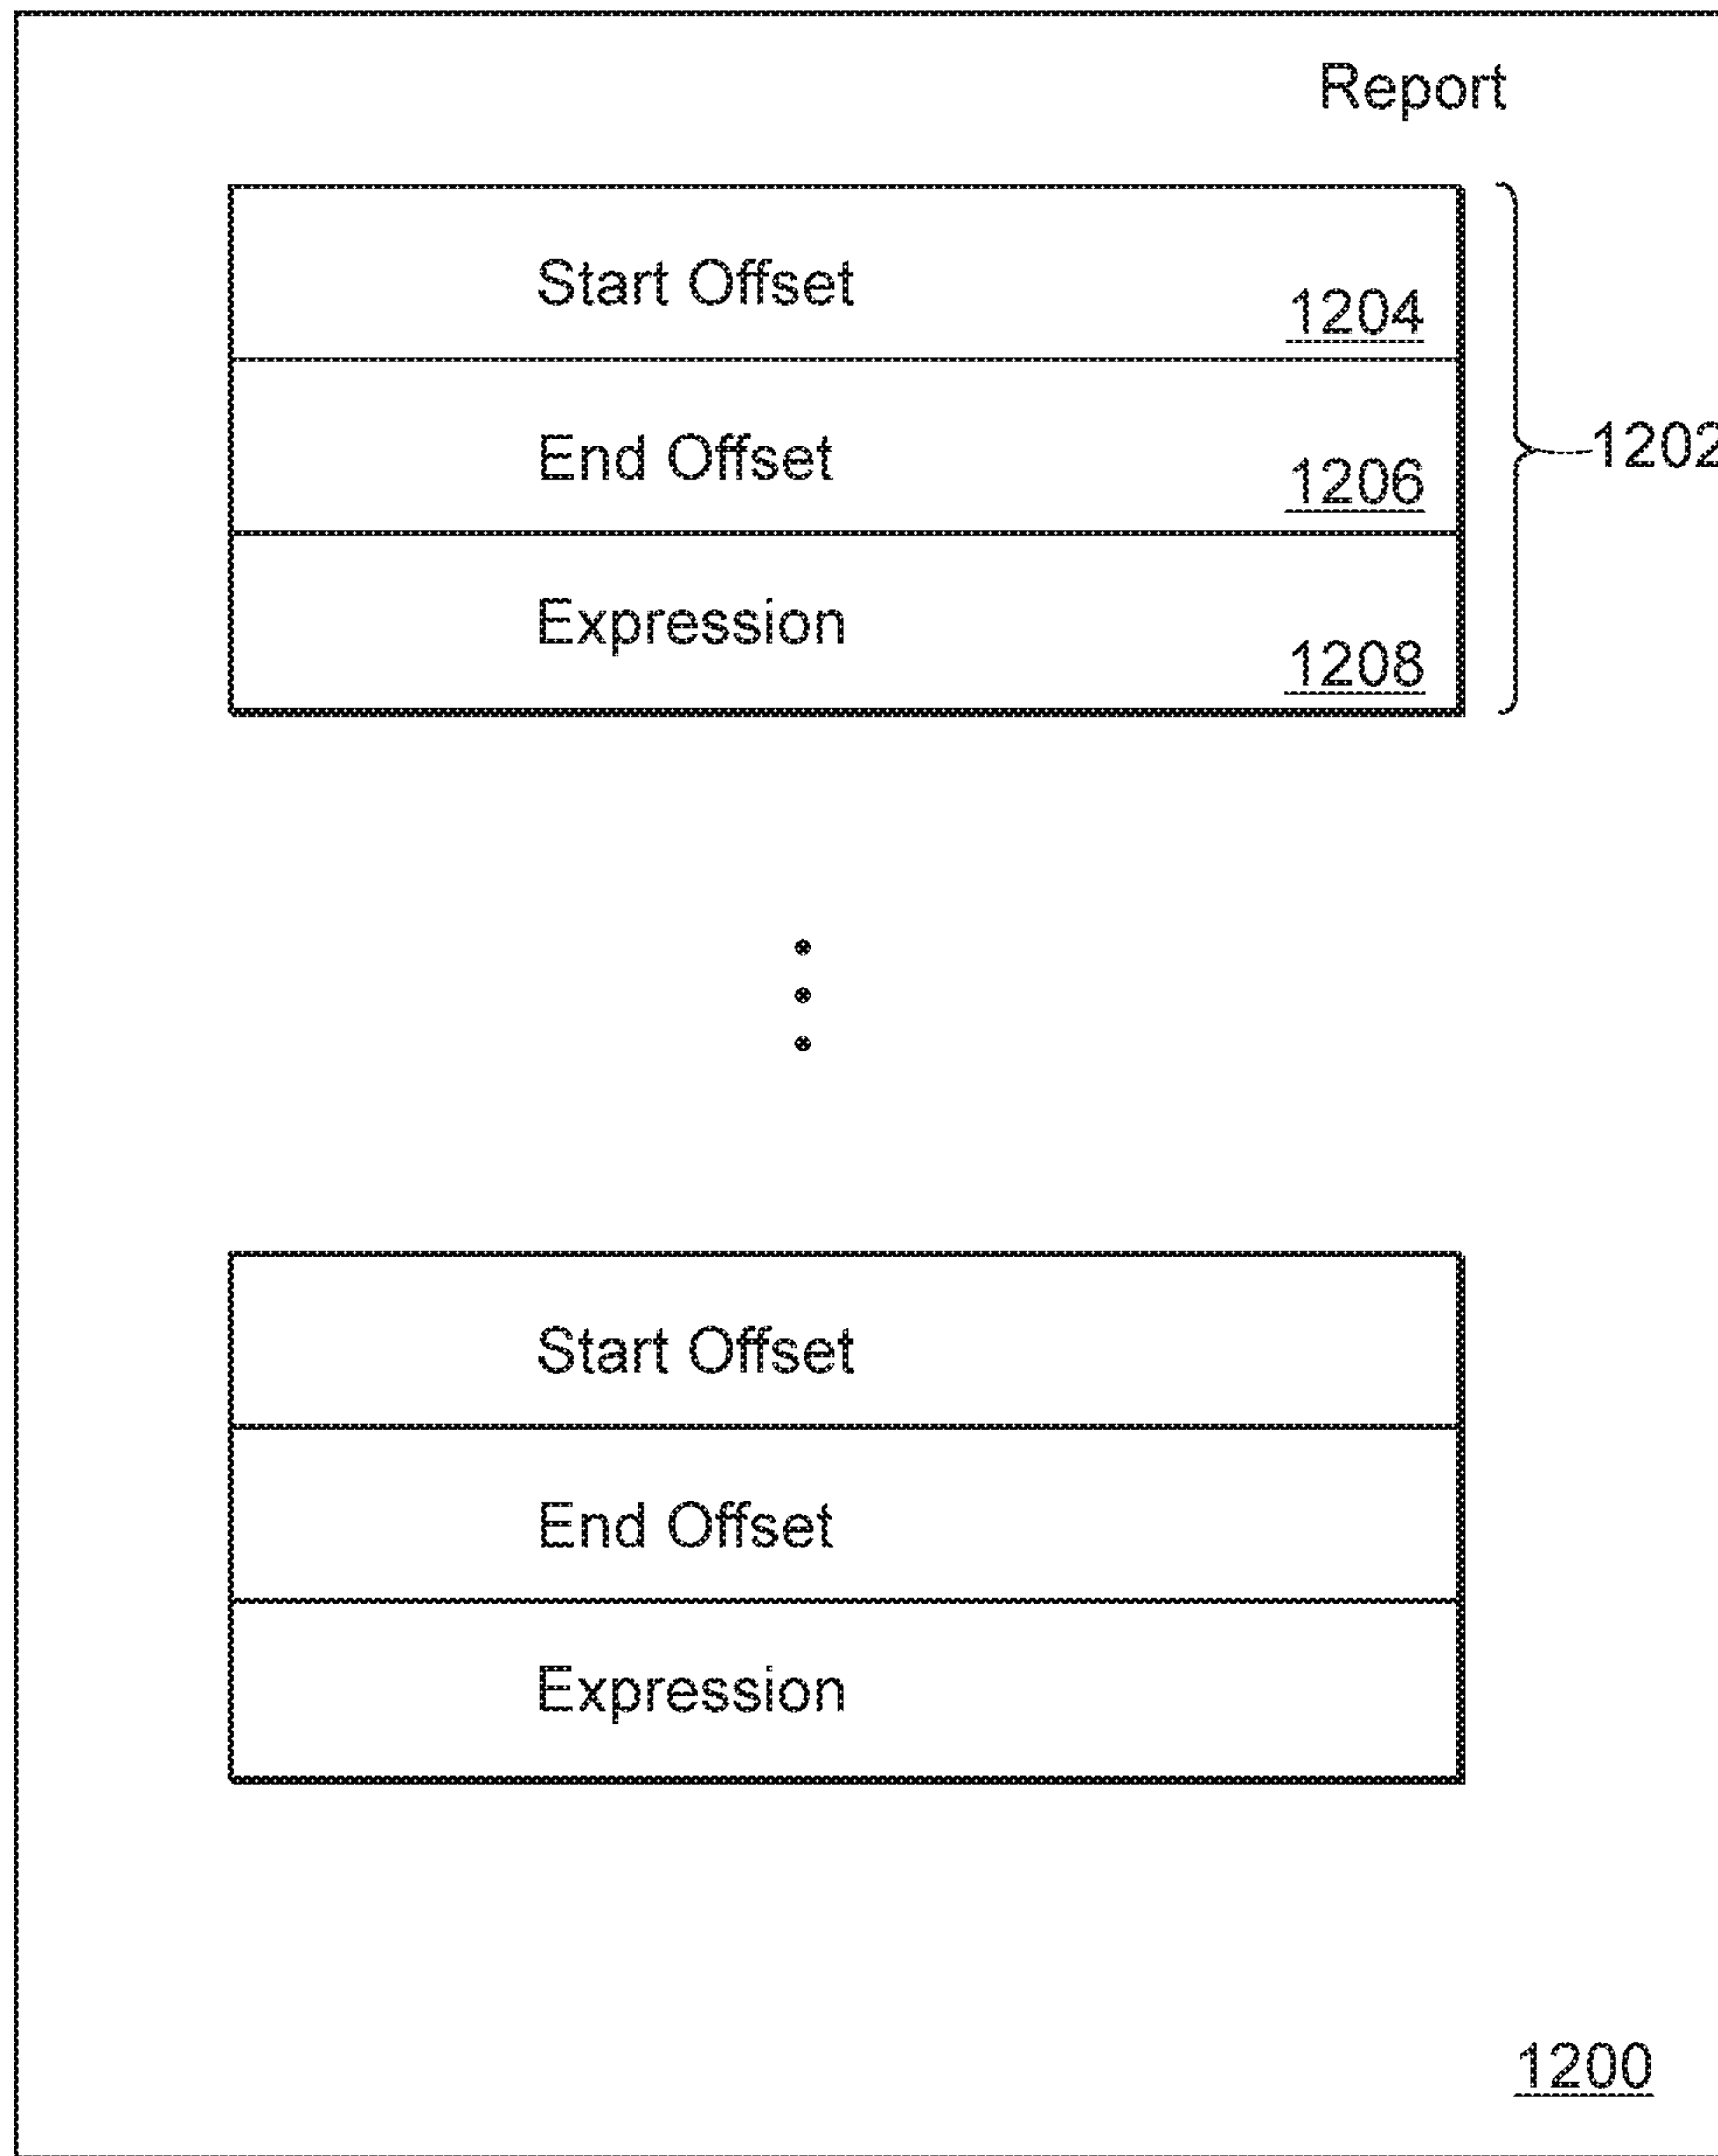 Report
Start Offset
1204
End Offset
1206
1202
Expression
1208
Start Offset
End Offset
Expression
1200